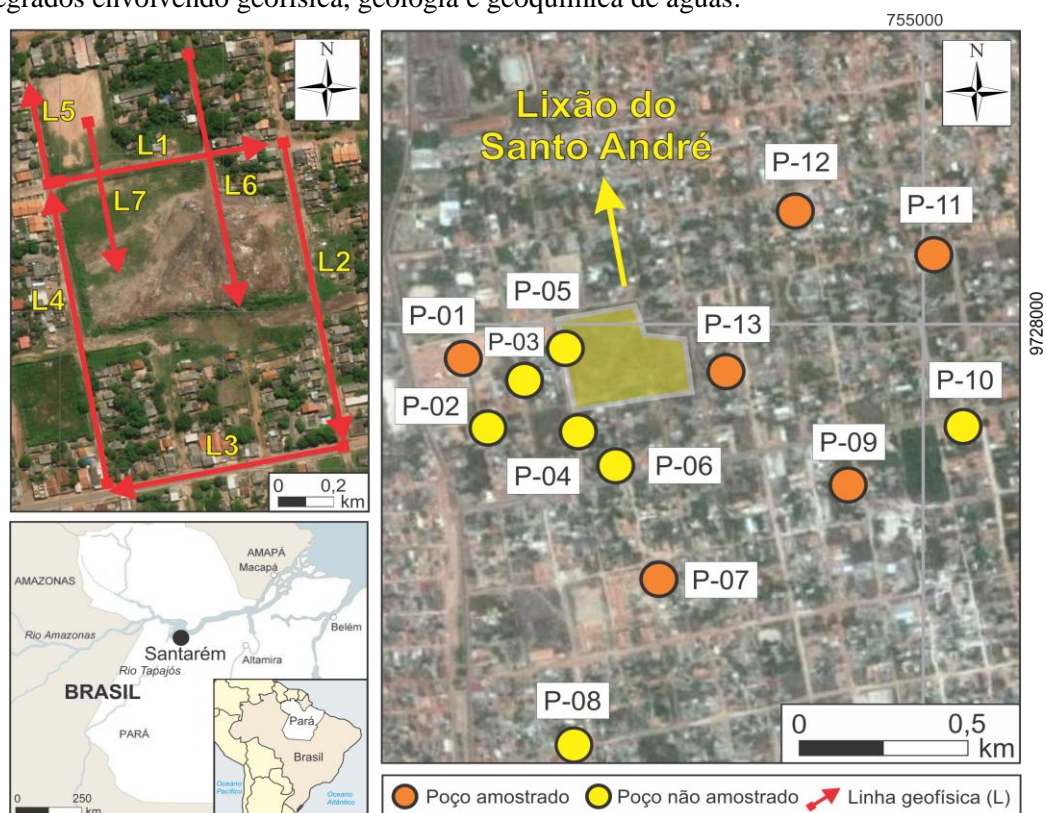 egrados envolvendo geofísica, geologia e geoquímica de águas.
755000
N
L5
L1
L6
L7
L2
L4
L3
0 0,2
km
N
Lixão do
Santo André
P-12
P-11
P-05
P-01
P-03
P-13
9728000
P-02
P-10
P-09
P-04
P-06
P-07
P-08
0 0,5
km
AMAPÁ
Macapá
AMAZONAS
Belém
Rio Amazonas
Santarém
Altamira
Rio Tapajós
BRASIL
PARÁ
Pará
Brasil
Oceano
Pacífico
Oceano
Atlântico
0 250
km
Poço amostrado Poço não amostrado Linha geofísica (L)